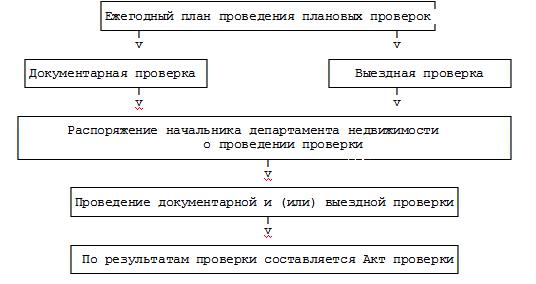 Ежегодный план проведения плановых проверок
v v
Документарная проверка Выездная проверка
v v
Распоряжение начальника департамента недвижимости
о проведении проверки
v
Проведение документарной и (или) выездной проверки
v
По результатам проверки составляется Акт проверки